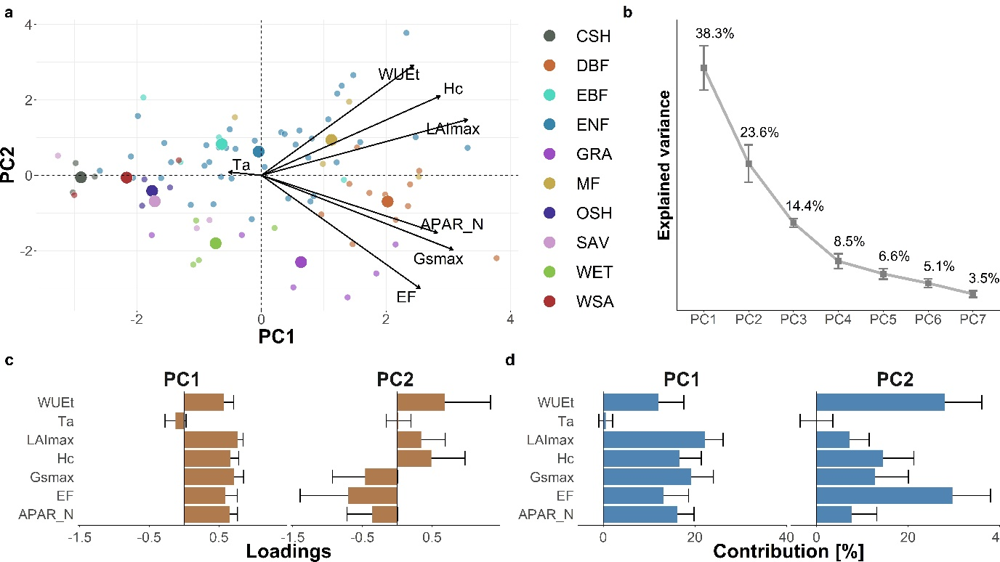 a
b
PC2
4
2
0
-2
WUEt
Hc
LAImax
Ta
APAR_N
Gsmax
EF
-2
0
2
4
PC1
CSH
DBF
EBF
ENF
GRA
MF
OSH
SAV
WET
WSA
Explained variance
38.3%
23.6%
14.4%
8.5%
6.6%
5.1%
3.5%
PC1 PC2 PC3 PC4 PC5 PC6 PC7
c
PC1 PC2
WUEt
Ta
LAImax
Hc
Gsmax
EF
APAR_N
-1.5 -0.5 0.5 -1.5 -0.5 0.5
Loadings
d
PC1 PC2
WUEt
Ta
LAImax
Hc
Gsmax
EF
APAR_N
0 20 40 0 20
Contribution [%]